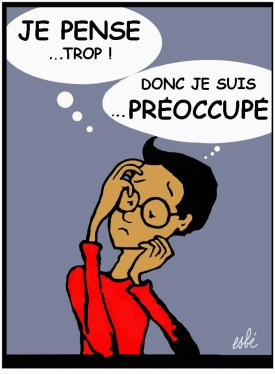 JE PENSE
...TROP !
DONC JE SUIS
...PRÉOCCUPÉ
esbé